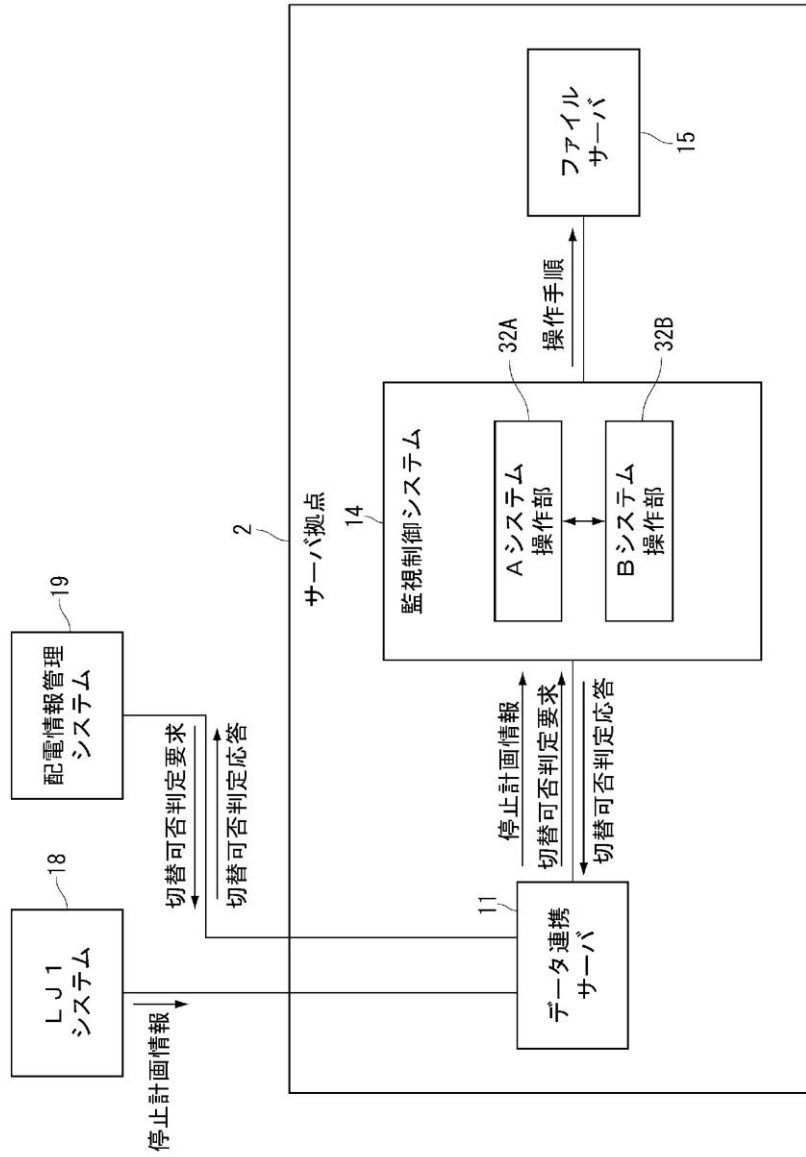 LJ1
システム
18
配電情報管理
システム
19
停止計画情報
切替可否判定要求
切替可否判定応答
2
サーバ拠点
データ連携
サーバ
11
停止計画情報
切替可否判定要求
切替可否判定応答
14
監視制御システム
Aシステム
操作部
32A
Bシステム
操作部
32B
操作手順
ファイル
サーバ
15